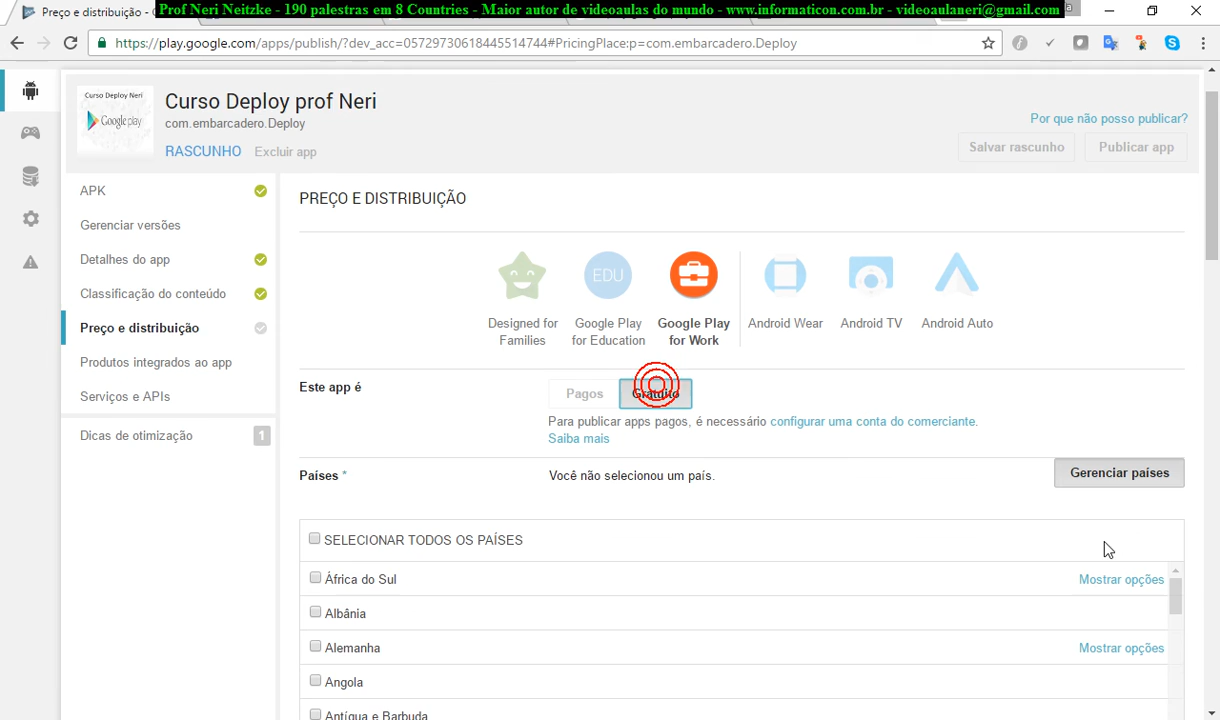 Preço e distribuição - 
Prof Neri Neitzke - 190 palestras em 8 Countries - Maior autor de videoaulas do mundo - www.informaticon.com.br - videoaulaneri@gmail.com
https://play.google.com/apps/publish/?dev_acc=05729730618445514744#PricingPlace:p=com.embarcadero.Deploy
Curso Deploy Neri
Google play
Curso Deploy prof Neri
com.embarcadero.Deploy
RASCUNHO Excluir app
Por que não posso publicar?
Salvar rascunho
Publicar app
APK
Gerenciar versões
Detalhes do app
Classificação do conteúdo
Preço e distribuição
Produtos integrados ao app
Serviços e APIs
Dicas de otimização 1
PREÇO E DISTRIBUIÇÃO
EDU
Designed for Families
Google Play for Education
Google Play for Work
Android Wear
Android TV
Android Auto
Este app é
Pagos
Gratuito
Para publicar apps pagos, é necessário configurar uma conta do comerciante.
Saiba mais
Países *
Você não selecionou um país.
Gerenciar países
SELECIONAR TODOS OS PAÍSES
África do Sul Mostrar opções
Albânia
Alemanha Mostrar opções
Angola
Antígua e Barbuda